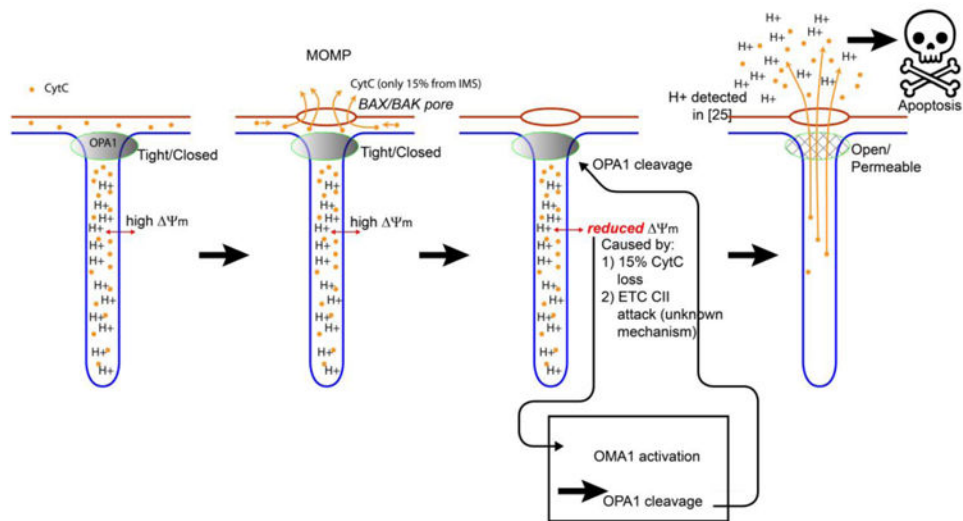 CytC
OPA1
Tight/Closed
H+
H+
H+
H+
H+
H+
H+
H+
H+
H+
H+
H+
high ΔΨm
MOMP
CytC (only 15% from IMS)
BAX/BAK pore
Tight/Closed
H+
H+
H+
H+
H+
H+
H+
H+
H+
H+
H+
H+
high ΔΨm
OPA1 cleavage
H+
H+
H+
H+
H+
H+
H+
H+
H+
H+
H+
H+
reduced ΔΨm
Caused by:
1) 15% CytC
loss
2) ETC CII
attack (unknown
mechanism)
OMA1 activation
OPA1 cleavage
H+
H+
H+
H+
H+
H+
H+
H+
H+
H+
H+
H+
H+ detected
in [25]
Apoptosis
Open/
Permeable